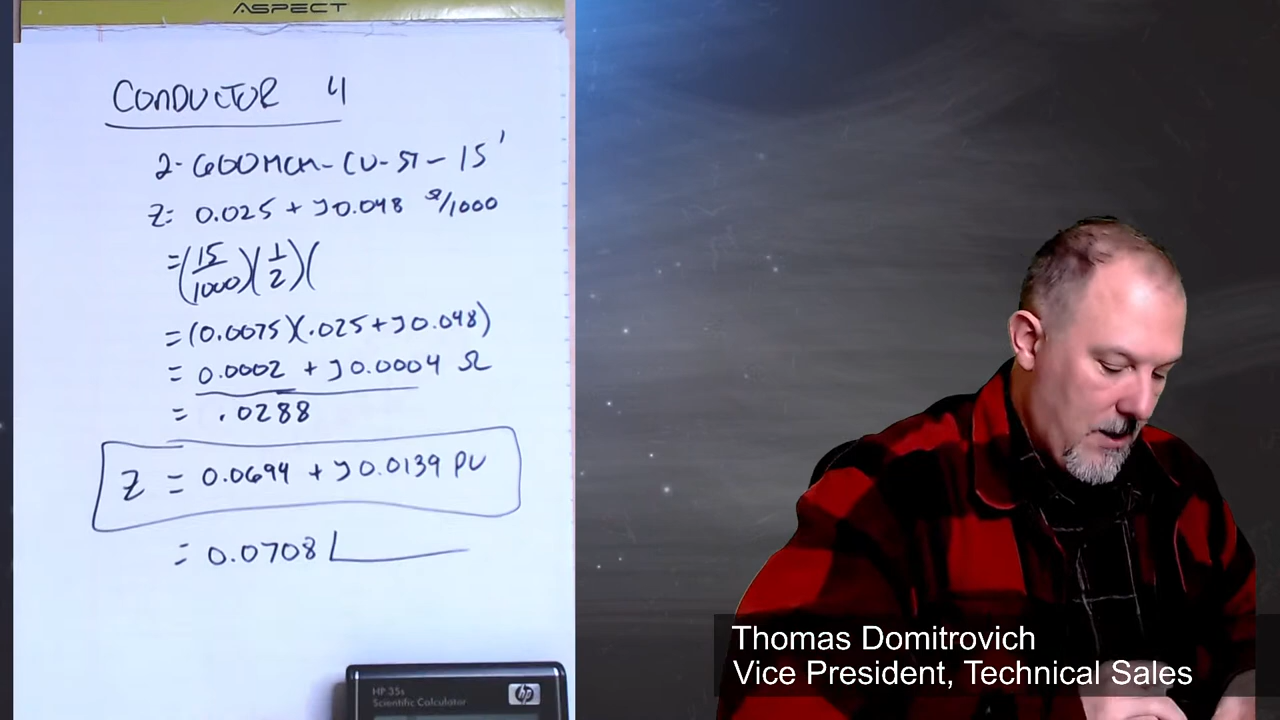 ASPECT
CONDUCTOR 4
2-600MCM-CU-ST-15'
Z: 0.025 + J0.048 Ω/1000
=(15/1000)(1/2)(
=(0.0075)(.025+J0.048)
= 0.0002 + J0.0004 Ω
= .0288
Z = 0.0694 + J0.0139 PU
= 0.0708∠
HP 35s
Scientific Calculator
hp
Thomas Domitrovich
Vice President, Technical Sales